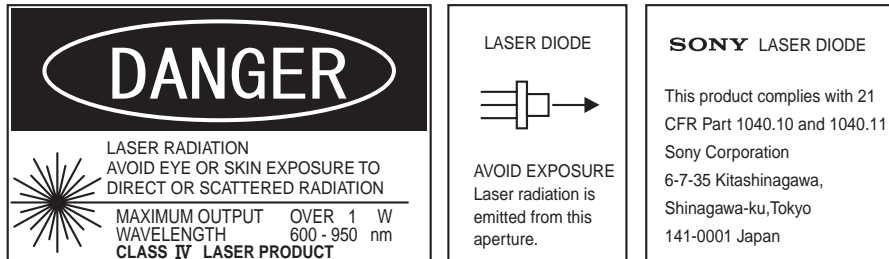 DANGER
LASER RADIATION
AVOID EYE OR SKIN EXPOSURE TO
DIRECT OR SCATTERED RADIATION
MAXIMUM OUTPUT OVER 1 W
WAVELENGTH 600 - 950 nm
CLASS Ⅳ LASER PRODUCT
LASER DIODE
AVOID EXPOSURE
Laser radiation is
emitted from this
aperture.
SONY LASER DIODE
This product complies with 21
CFR Part 1040.10 and 1040.11
Sony Corporation
6-7-35 Kitashinagawa,
Shinagawa-ku,Tokyo
141-0001 Japan